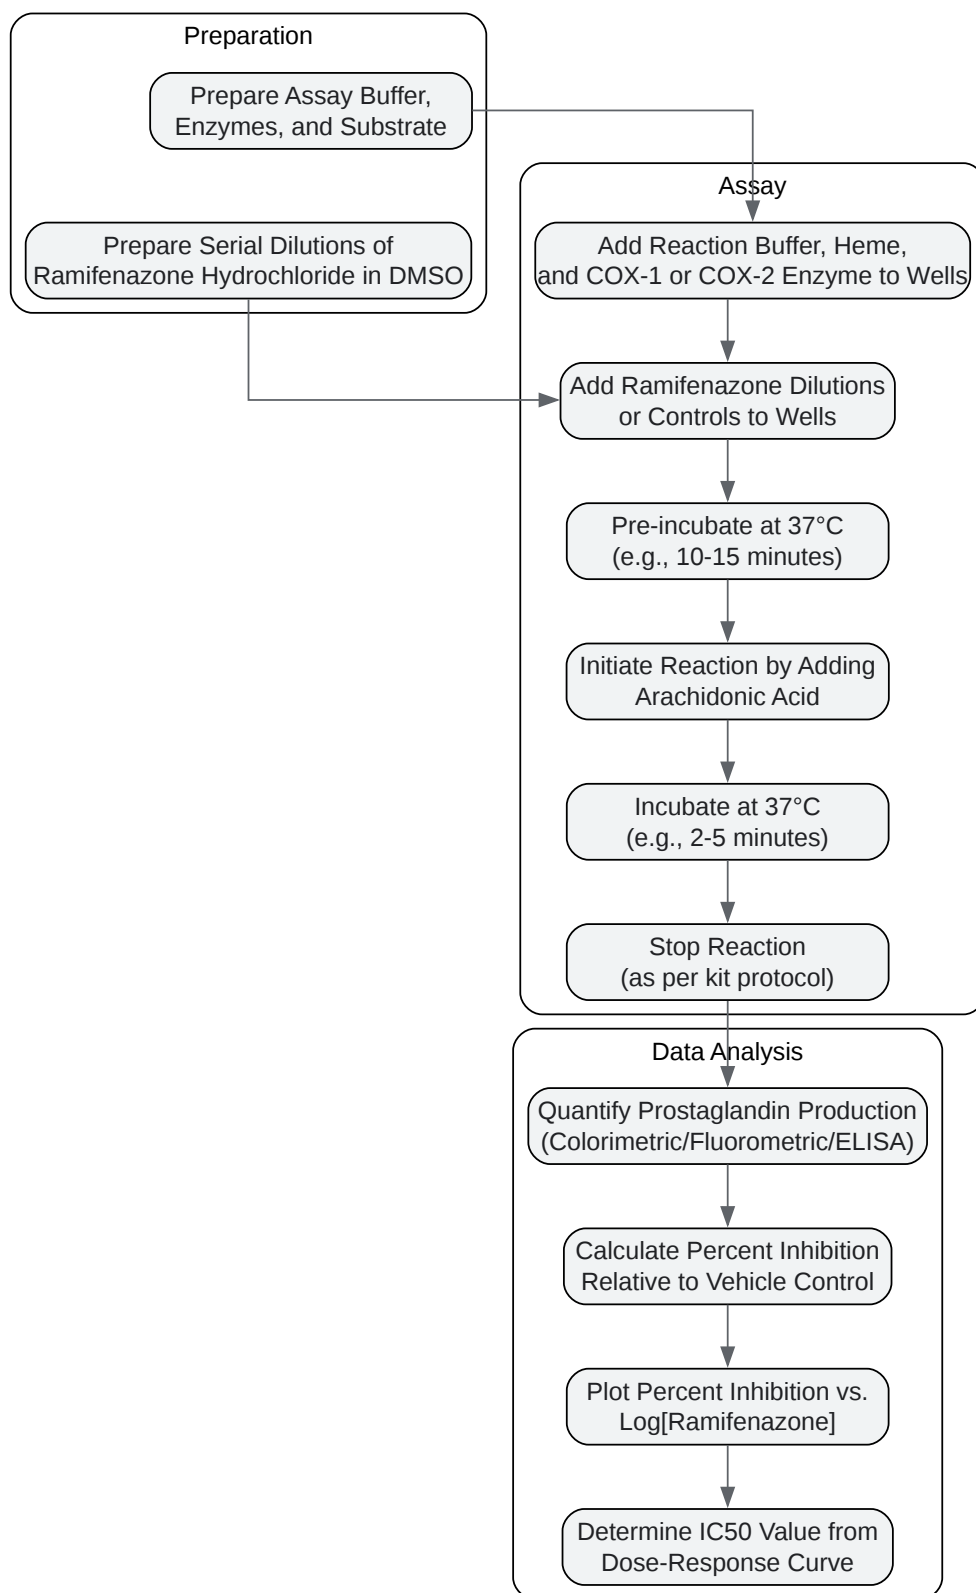 Preparation
Prepare Assay Buffer,
Enzymes, and Substrate
Prepare Serial Dilutions of
Ramifenazone Hydrochloride in DMSO
Assay
Add Reaction Buffer, Heme,
and COX-1 or COX-2 Enzyme to Wells
Add Ramifenazone Dilutions
or Controls to Wells
Pre-incubate at 37°C
(e.g., 10-15 minutes)
Initiate Reaction by Adding
Arachidonic Acid
Incubate at 37°C
(e.g., 2-5 minutes)
Stop Reaction
(as per kit protocol)
Data Analysis
Quantify Prostaglandin Production
(Colorimetric/Fluorometric/ELISA)
Calculate Percent Inhibition
Relative to Vehicle Control
Plot Percent Inhibition vs.
Log[Ramifenazone]
Determine IC50 Value from
Dose-Response Curve